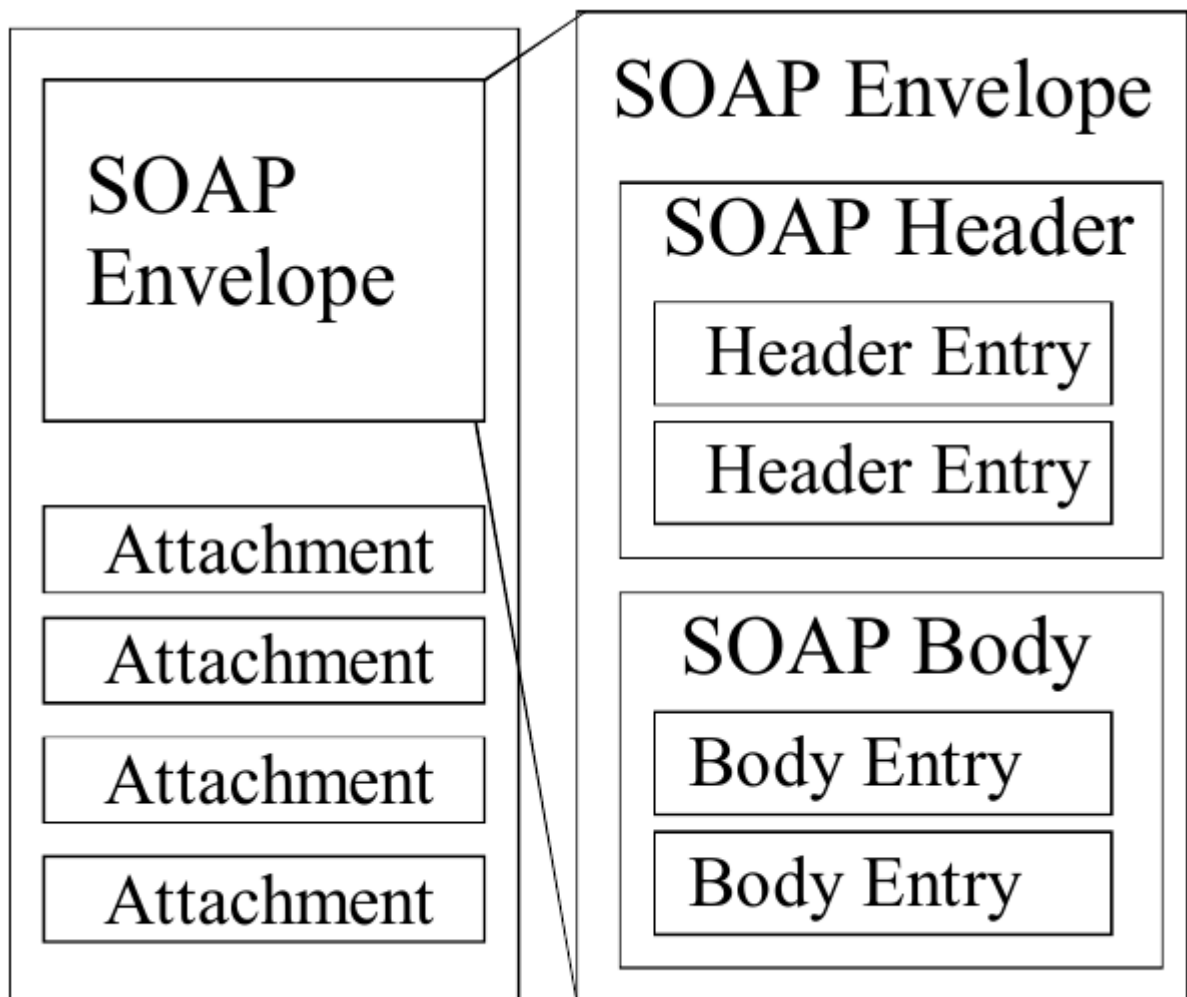 SOAP
Envelope
Attachment
Attachment
Attachment
Attachment
SOAP Envelope
SOAP Header
Header Entry
Header Entry
SOAP Body
Body Entry
Body Entry